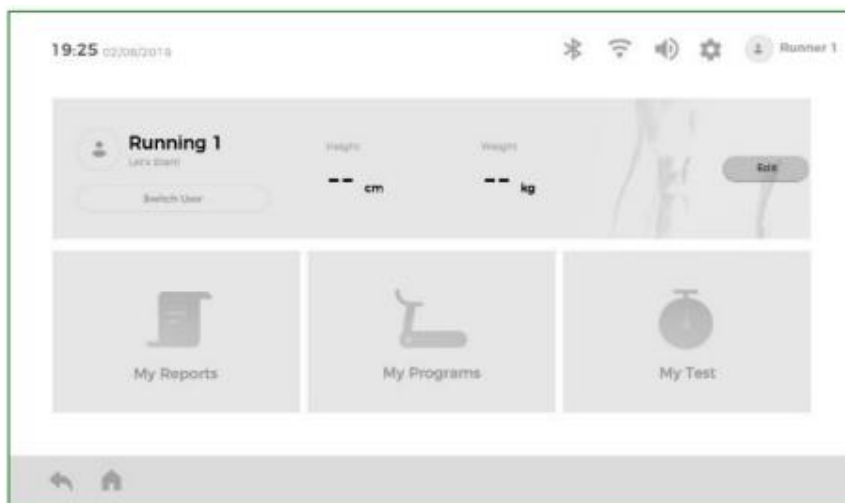 19:25 02/08/2019
Runner 1
Running 1
Let's Start!
Switch User
Height
-- cm
Weight
-- kg
Edit
My Reports
My Programs
My Test